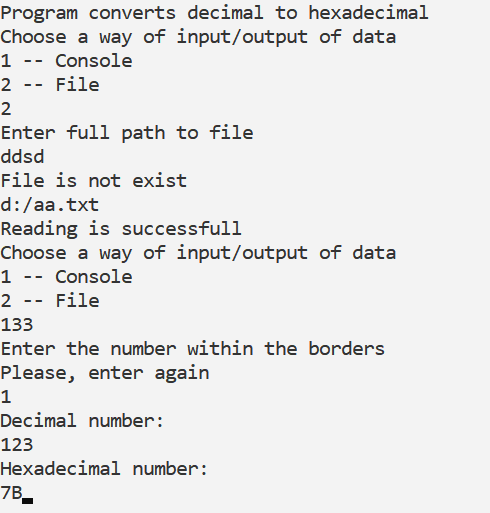 Program converts decimal to hexadecimal
Choose a way of input/output of data
1 -- Console
2 -- File
2
Enter full path to file
ddsd
File is not exist
d:/aa.txt
Reading is successfull
Choose a way of input/output of data
1 -- Console
2 -- File
133
Enter the number within the borders
Please, enter again
1
Decimal number:
123
Hexadecimal number:
7B